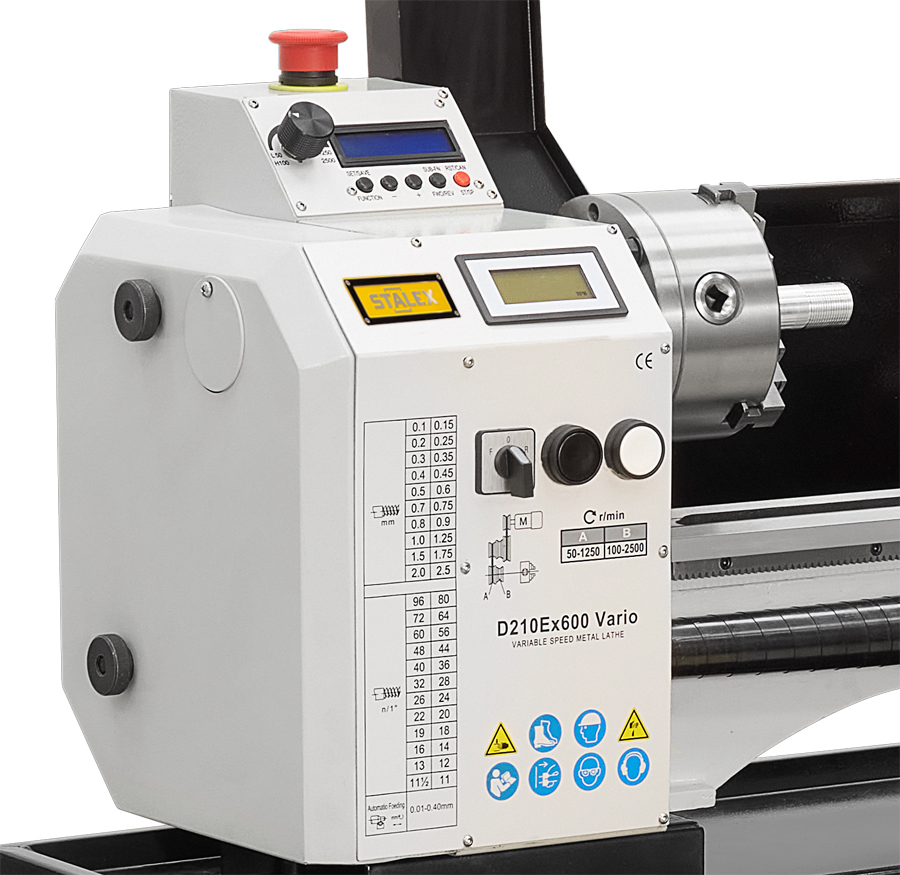 L50
H100
250
2500
SET/SAVE
SUB-FN RST/CAN
FUNCTION - + FWD/REV STOP
STALEX
RPM
CE
0.1 0.15
0.2 0.25
0.3 0.35
0.4 0.45
0.5 0.6
0.7 0.75
0.8 0.9
1.0 1.25
1.5 1.75
2.0 2.5
mm
96 80
72 64
60 56
48 44
40 36
32 28
26 24
22 20
19 18
16 14
13 12
11½ 11
n/1"
Automatic Feeding
0.01-0.40mm
F 0 R
M
A B
r/min
A B
50-1250 100-2500
D210Ex600 Vario
VARIABLE SPEED METAL LATHE